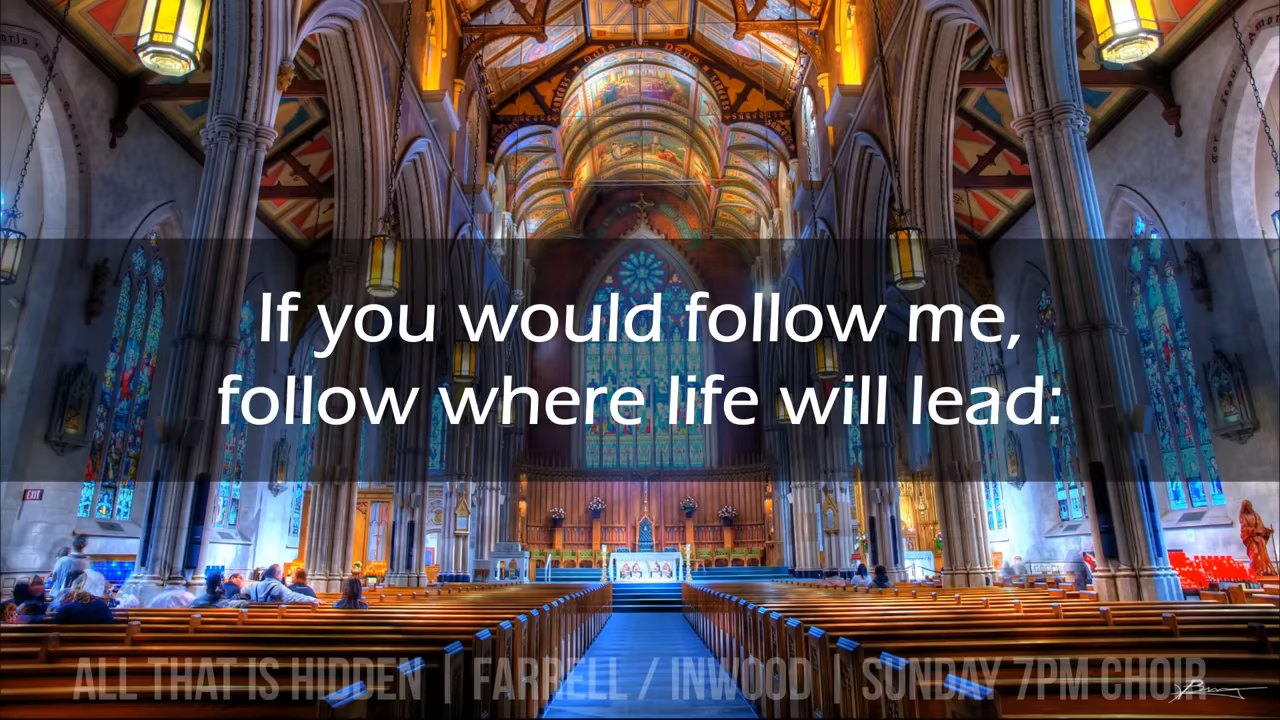 If you would follow me,
follow where life will lead:
EXIT
ALL THAT IS HIDDEN | FARRELL / INWOOD | SUNDAY 7PM CHOIR